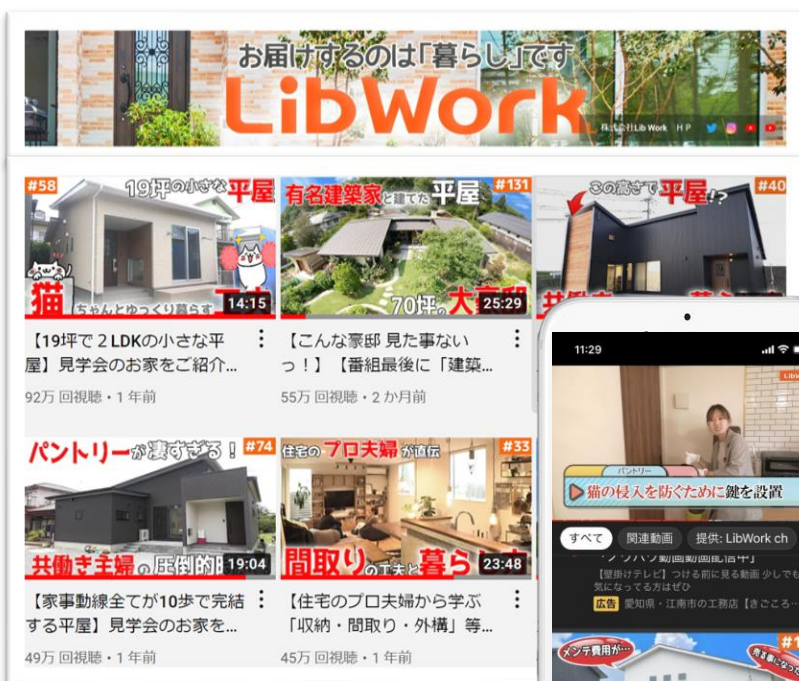 お届けするのは「暮らし」です
LibWork
株式会社Lib Work HP
#58
19坪の小さな平屋
猫
ちゃんとゆっくり暮らす
14:15
【19坪で2LDKの小さな平
屋】見学会のお家をご紹介...
92万 回視聴・1 年前
#131
有名建築家と建てた平屋
70坪の大豪邸
25:29
【こんな豪邸 見た事ない
っ！】【番組最後に「建築...
55万 回視聴・2 か月前
#40
この高さで平屋!?
パントリーが凄すぎる！
#74
共働き主婦の圧倒的
19:04
【家事動線全てが10歩で完結
する平屋】見学会のお家を...
49万 回視聴・1 年前
住宅のプロ夫婦が直伝
#33
間取りの工夫と暮らし
23:48
【住宅のプロ夫婦から学ぶ
「収納・間取り・外構」等...
45万 回視聴・1 年前
11:29
パントリー
猫の侵入を防ぐために鍵を設置
すべて
関連動画
提供: LibWork ch
【壁掛けテレビ】つける前に見る動画 少しでも
気になってる方はぜひ
広告 愛知県・江南市の工務店【きごころ…
メンテ費用が…